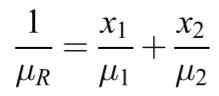 1/μ_R = x_1/μ_1 + x_2/μ_2